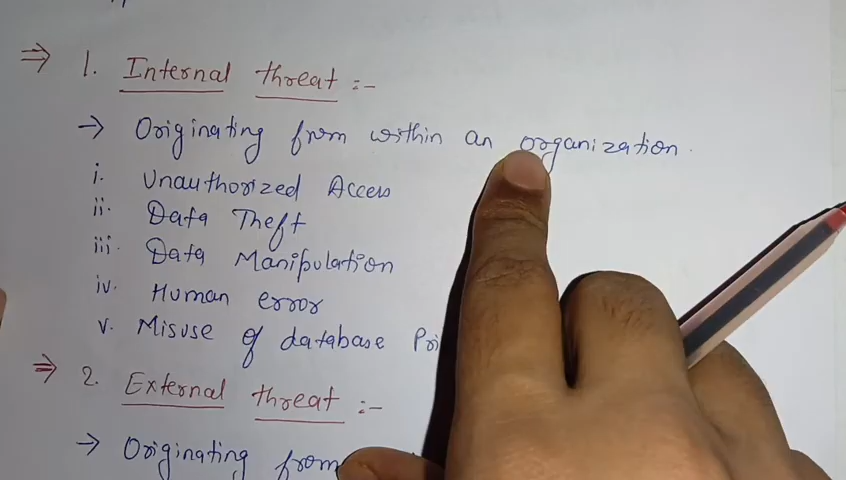 ⇒ 1. Internal threat :-
→ Originating from within an organization.
i. Unauthorized Access
ii. Data Theft
iii. Data Manipulation
iv. Human error
v. Misuse of database Pri
⇒ 2. External threat :-
→ Originating from